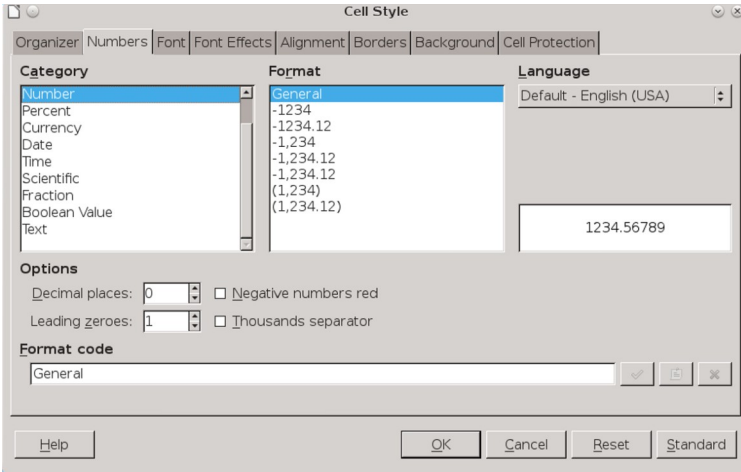 Cell Style
Organizer Numbers Font Font Effects Alignment Borders Background Cell Protection
Category
Number
Percent
Currency
Date
Time
Scientific
Fraction
Boolean Value
Text
Format
General
-1234
-1234.12
-1,234
-1,234.12
-1,234.12
(1,234)
(1,234.12)
Language
Default - English (USA)
1234.56789
Options
Decimal places: 0 Negative numbers red
Leading zeroes: 1 Thousands separator
Format code
General
Help OK Cancel Reset Standard